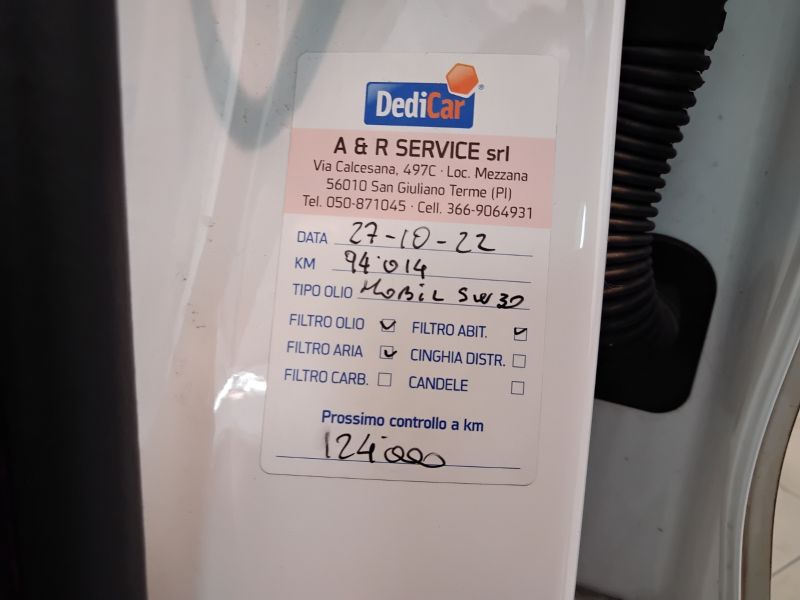 DediCar®
A & R SERVICE srl
Via Calcesana, 497C · Loc. Mezzana
56010 San Giuliano Terme (PI)
Tel. 050-871045 · Cell. 366-9064931
DATA 27-10-22
KM 94'014
TIPO OLIO MOBIL 5W30
FILTRO OLIO FILTRO ABIT.
FILTRO ARIA CINGHIA DISTR.
FILTRO CARB. CANDELE
Prossimo controllo a km
124'000